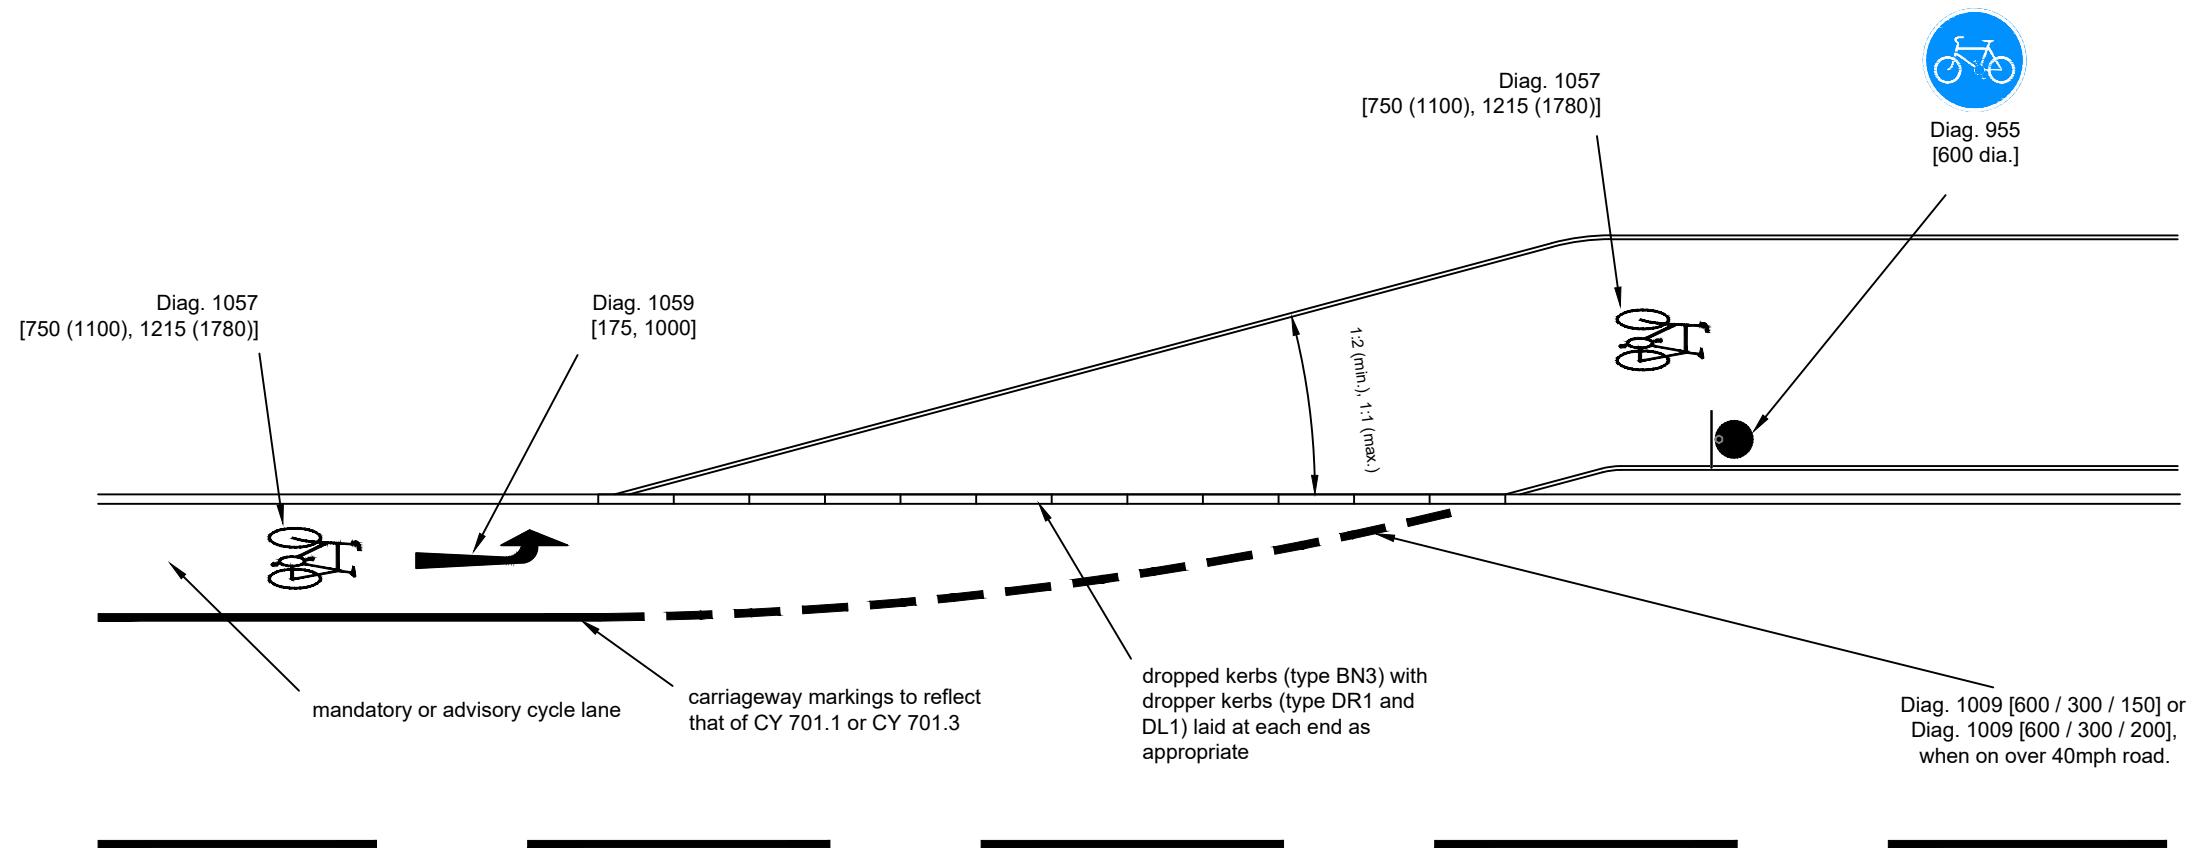 Diag. 1057
[750 (1100), 1215 (1780)]
Diag. 955
[600 dia.]
Diag. 1057
[750 (1100), 1215 (1780)]
Diag. 1059
[175, 1000]
1:2 (min.), 1:1 (max.)
mandatory or advisory cycle lane
carriageway markings to reflect
that of CY 701.1 or CY 701.3
dropped kerbs (type BN3) with
dropper kerbs (type DR1 and
DL1) laid at each end as
appropriate
Diag. 1009 [600 / 300 / 150] or
Diag. 1009 [600 / 300 / 200],
when on over 40mph road.